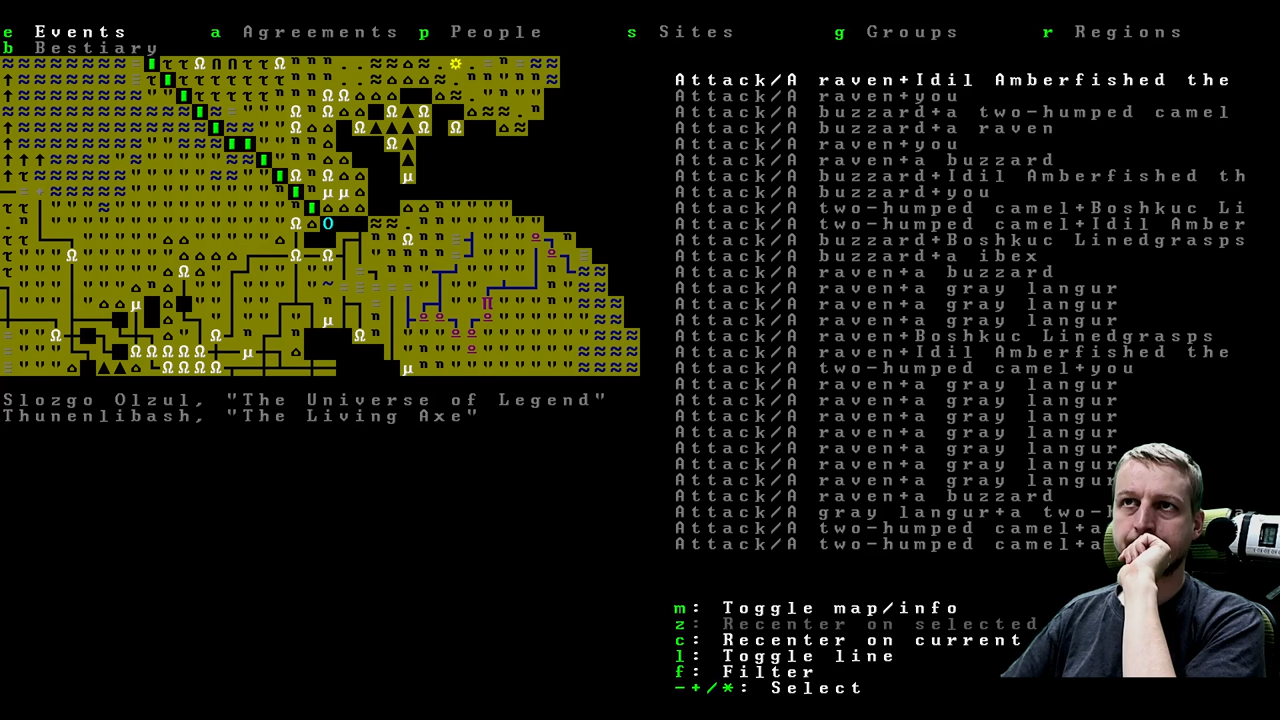 e Events a Agreements p People s Sites g Groups r Regions
b Bestiary
Attack/A raven+Idil Amberfished the
Attack/A raven+you
Attack/A buzzard+a two-humped camel
Attack/A buzzard+a raven
Attack/A raven+you
Attack/A raven+a buzzard
Attack/A buzzard+Idil Amberfished th
Attack/A buzzard+you
Attack/A two-humped camel+Boshkuc Li
Attack/A two-humped camel+Idil Amber
Attack/A buzzard+Boshkuc Linedgrasps
Attack/A buzzard+a ibex
Attack/A raven+a buzzard
Attack/A raven+a gray langur
Attack/A raven+a gray langur
Attack/A raven+a gray langur
Attack/A raven+Boshkuc Linedgrasps
Attack/A raven+Idil Amberfished the
Attack/A two-humped camel+you
Attack/A raven+a gray langur
Attack/A raven+a gray langur
Attack/A raven+a gray langur
Attack/A raven+a gray langur
Attack/A raven+a gray langur
Attack/A raven+a gray langur
Attack/A raven+a gray langur
Attack/A raven+a buzzard
Attack/A gray langur+a
Attack/A two-humped camel+a
Attack/A two-humped camel+a
Slozgo Olzul, "The Universe of Legend"
Thunenlibash, "The Living Axe"
m: Toggle map/info
z: Recenter on selected
c: Recenter on current
l: Toggle line
f: Filter
-+/*: Select